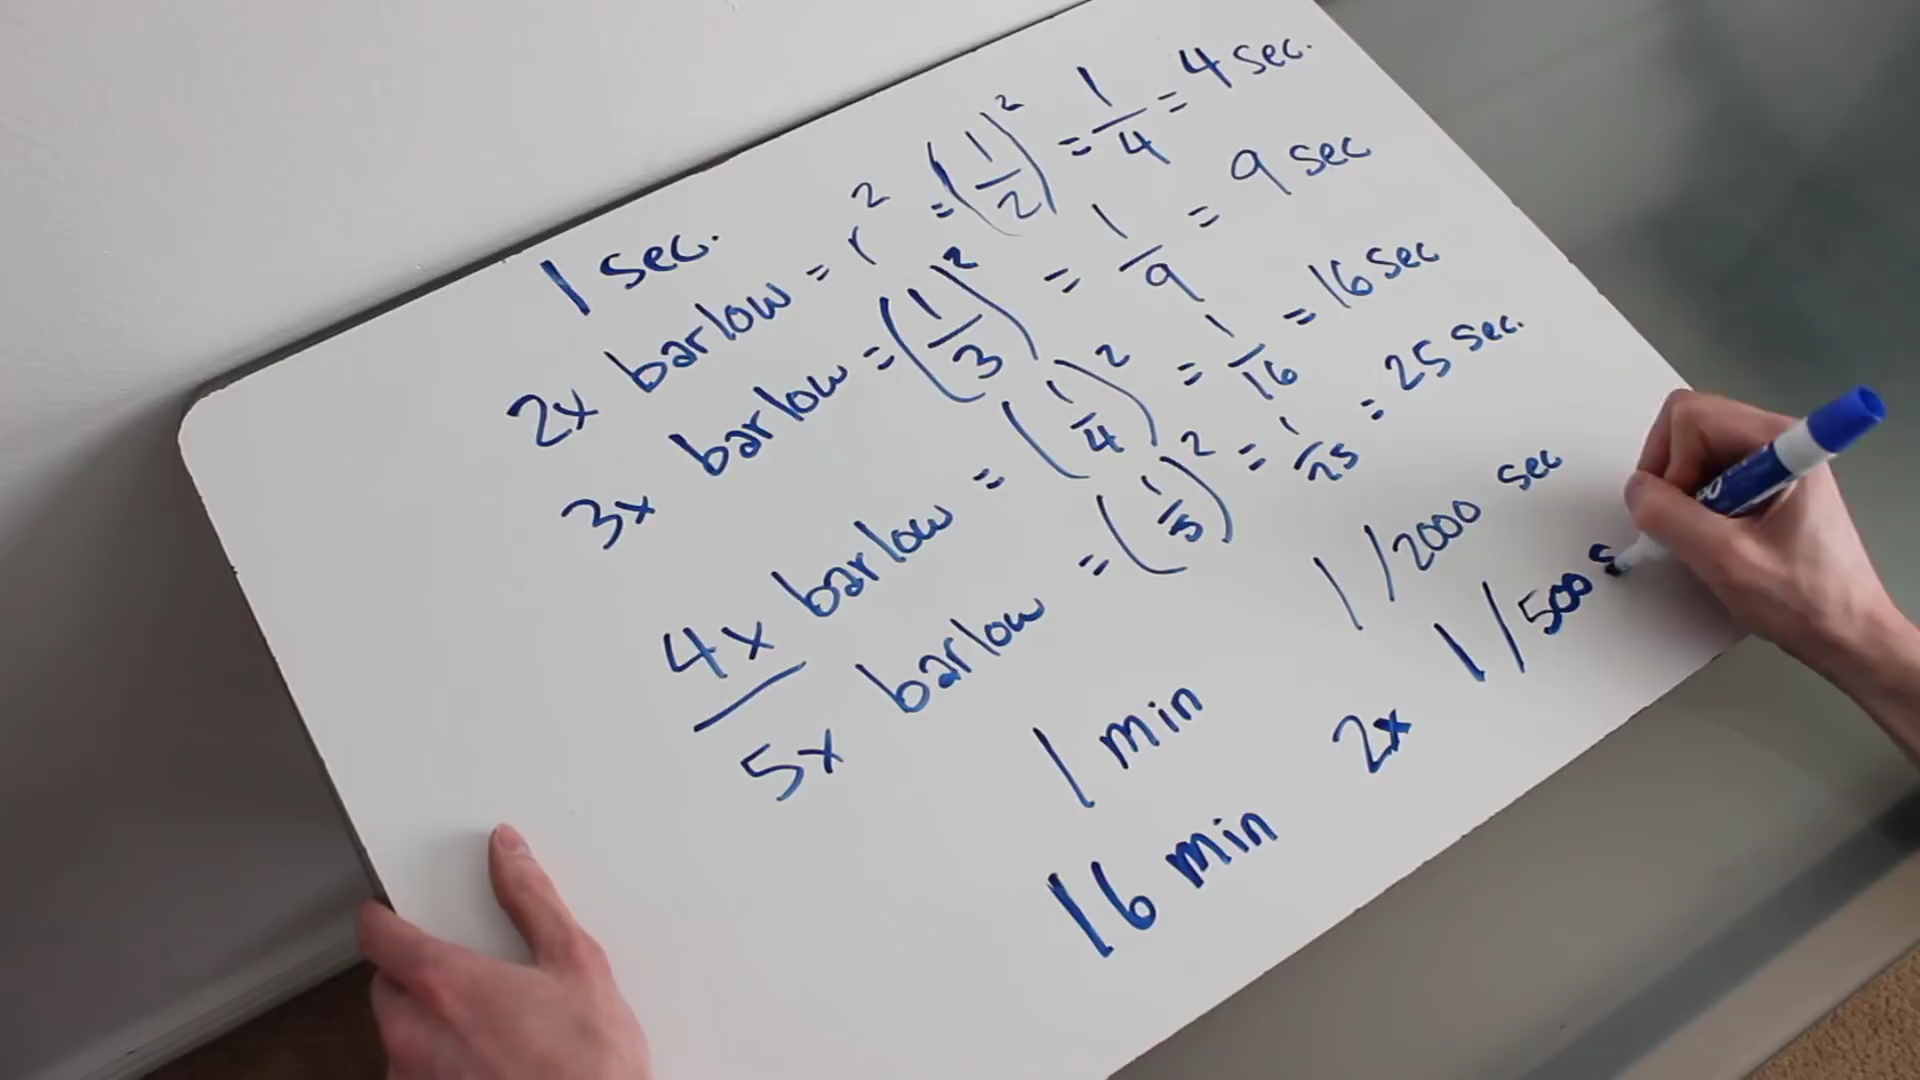 1 sec.
2x barlow = r² = (1/2)² = 1/4 = 4 sec.
3x barlow = (1/3)² = 1/9 = 9 sec
4x barlow = (1/4)² = 1/16 = 16 sec
5x barlow = (1/5)² = 1/25 = 25 sec.
1 min
16 min
1/2000 sec
2x 1/500 s